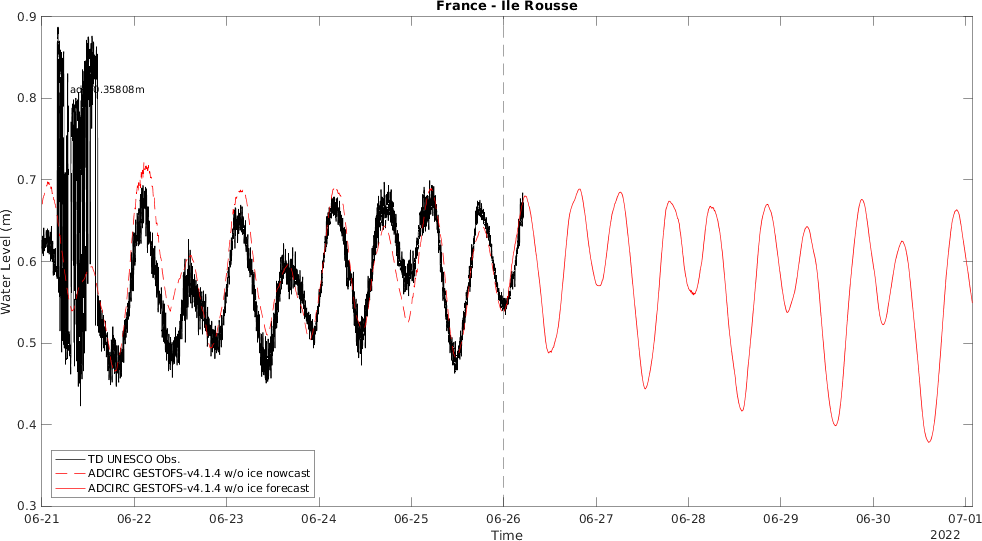 France - Ile Rousse
0.9
0.8
0.7
0.6
0.5
0.4
0.3
Water Level (m)
0.35808m
TD UNESCO Obs.
ADCIRC GESTOFS-v4.1.4 w/o ice nowcast
ADCIRC GESTOFS-v4.1.4 w/o ice forecast
06-21 06-22 06-23 06-24 06-25 06-26 06-27 06-28 06-29 06-30 07-01
Time
2022